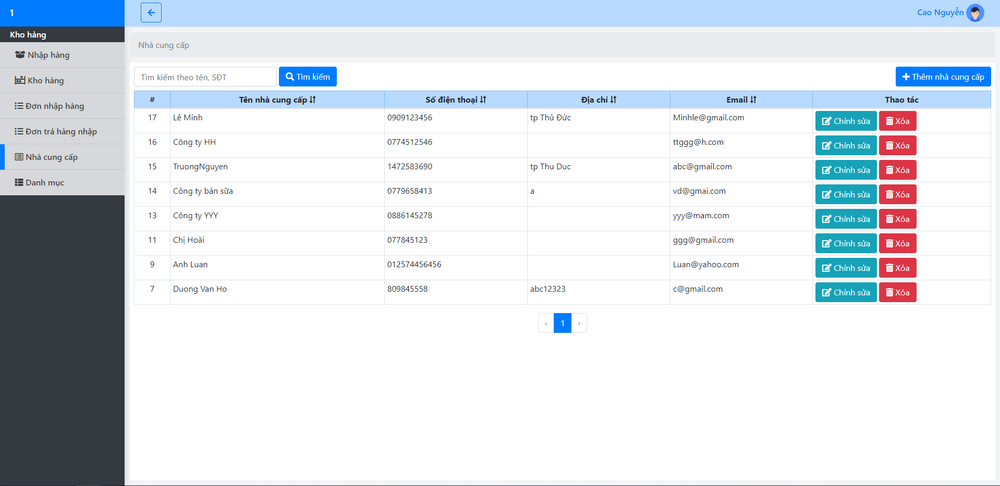 1
Cao Nguyễn
Kho hàng
Nhập hàng
Kho hàng
Đơn nhập hàng
Đơn trả hàng nhập
Nhà cung cấp
Danh mục
Nhà cung cấp
Tìm kiếm theo tên, SĐT Tìm kiếm Thêm nhà cung cấp
# Tên nhà cung cấp Số điện thoại Địa chỉ Email Thao tác
17 Lê Minh 0909123456 tp Thủ Đức Minhle@gmail.com Chỉnh sửa Xóa
16 Công ty HH 0774512546 ttggg@h.com Chỉnh sửa Xóa
15 TruongNguyen 1472583690 tp Thu Duc abc@gmail.com Chỉnh sửa Xóa
14 Công ty bán sữa 0779658413 a vd@gmai.com Chỉnh sửa Xóa
13 Công ty YYY 0886145278 yyy@mam.com Chỉnh sửa Xóa
11 Chị Hoài 077845123 ggg@gmail.com Chỉnh sửa Xóa
9 Anh Luan 012574456456 Luan@yahoo.com Chỉnh sửa Xóa
7 Duong Van Ho 809845558 abc12323 c@gmail.com Chỉnh sửa Xóa
‹ 1 ›